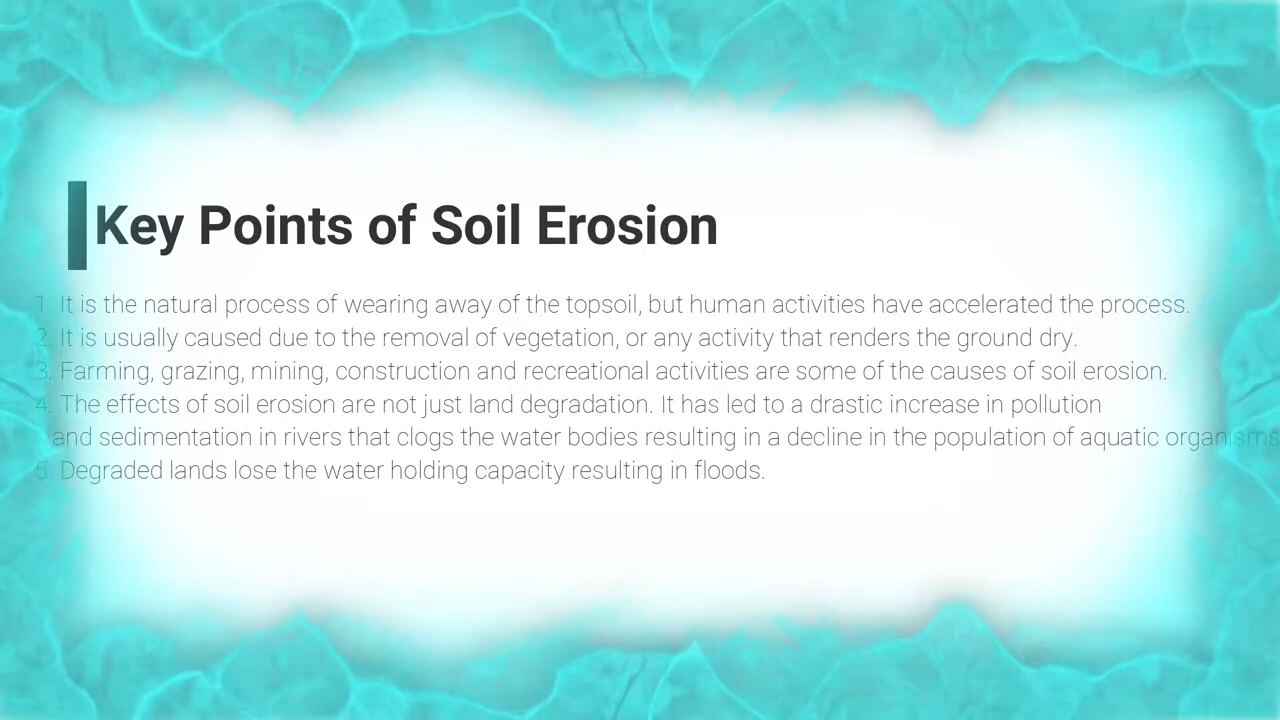 Key Points of Soil Erosion
1. It is the natural process of wearing away of the topsoil, but human activities have accelerated the process.
2. It is usually caused due to the removal of vegetation, or any activity that renders the ground dry.
3. Farming, grazing, mining, construction and recreational activities are some of the causes of soil erosion.
4. The effects of soil erosion are not just land degradation. It has led to a drastic increase in pollution
and sedimentation in rivers that clogs the water bodies resulting in a decline in the population of aquatic organisms
5. Degraded lands lose the water holding capacity resulting in floods.